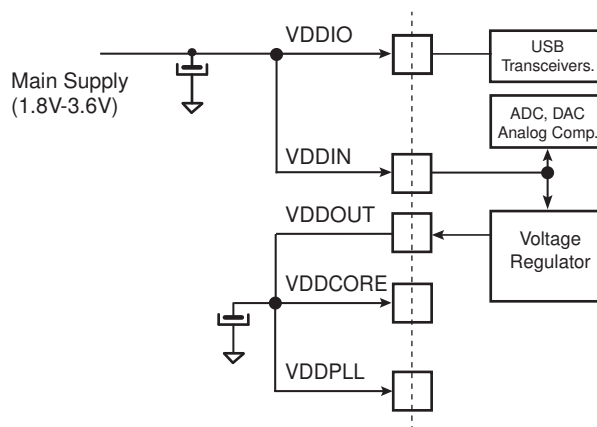 VDDIO
USB
Transceivers.
Main Supply
(1.8V-3.6V)
ADC, DAC
Analog Comp.
VDDIN
VDDOUT
Voltage
Regulator
VDDCORE
VDDPLL